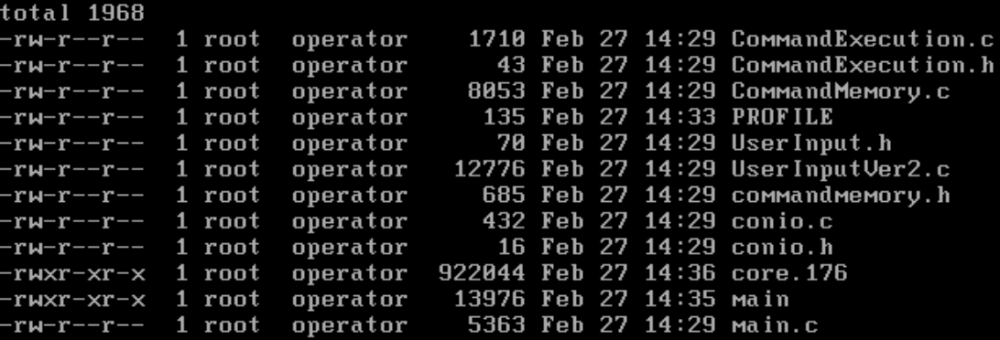 total 1968
-rw-r--r--  1 root  operator    1710 Feb 27 14:29 CommandExecution.c
-rw-r--r--  1 root  operator      43 Feb 27 14:29 CommandExecution.h
-rw-r--r--  1 root  operator    8053 Feb 27 14:29 CommandMemory.c
-rw-r--r--  1 root  operator     135 Feb 27 14:33 PROFILE
-rw-r--r--  1 root  operator      70 Feb 27 14:29 UserInput.h
-rw-r--r--  1 root  operator   12776 Feb 27 14:29 UserInputVer2.c
-rw-r--r--  1 root  operator     685 Feb 27 14:29 commandmemory.h
-rw-r--r--  1 root  operator     432 Feb 27 14:29 conio.c
-rw-r--r--  1 root  operator      16 Feb 27 14:29 conio.h
-rwxr-xr-x  1 root  operator  922044 Feb 27 14:36 core.176
-rwxr-xr-x  1 root  operator   13976 Feb 27 14:35 main
-rw-r--r--  1 root  operator    5363 Feb 27 14:29 main.c